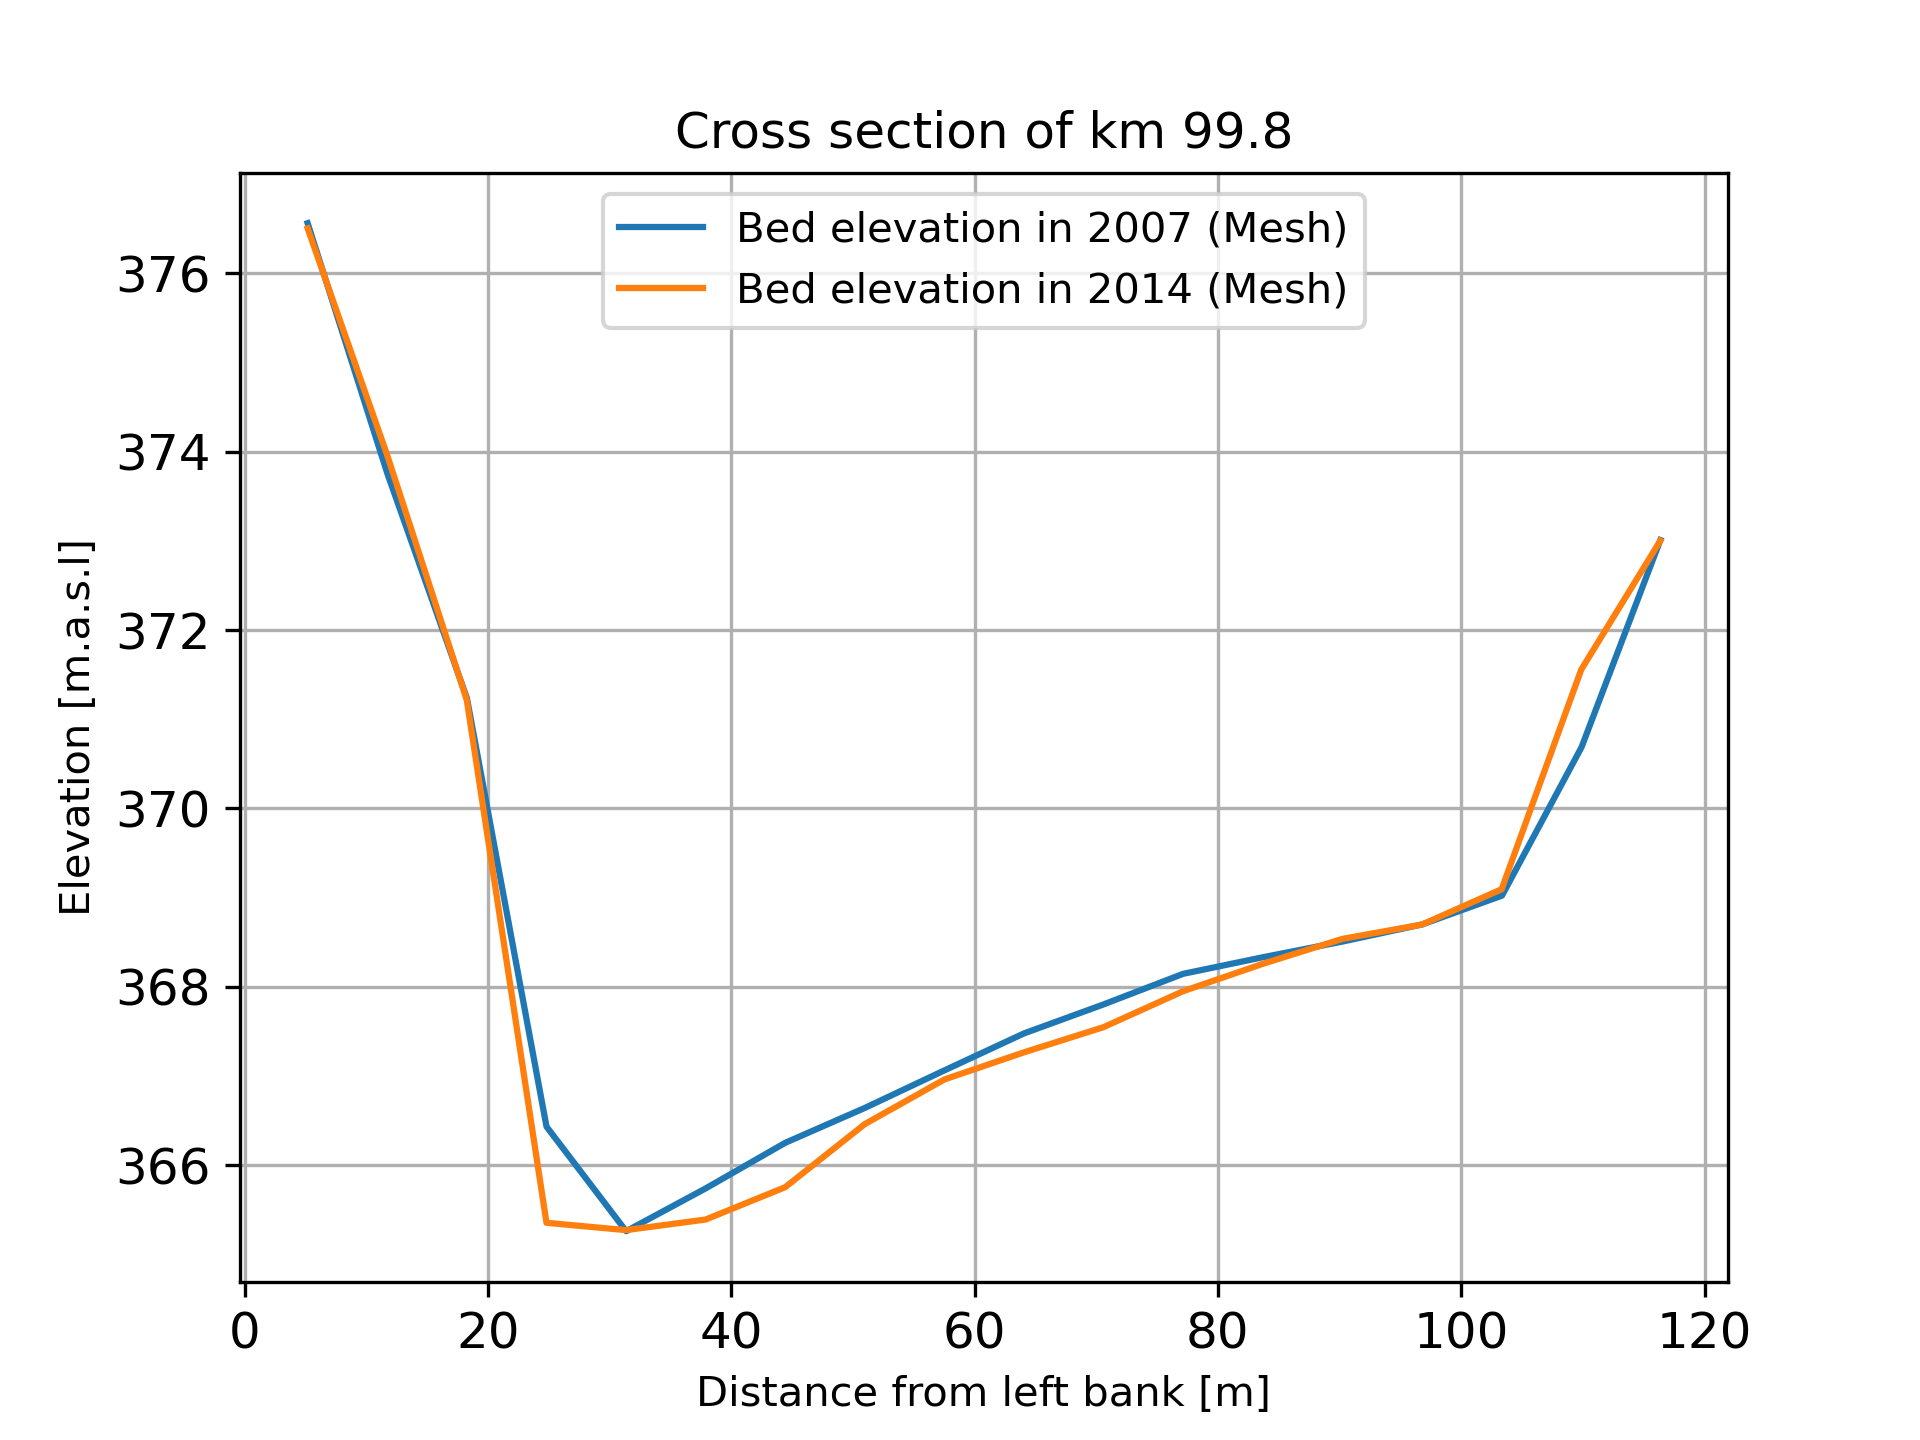 Cross section of km 99.8
Bed elevation in 2007 (Mesh)
Bed elevation in 2014 (Mesh)
376
374
372
370
368
366
Elevation [m.a.s.l]
0 20 40 60 80 100 120
Distance from left bank [m]